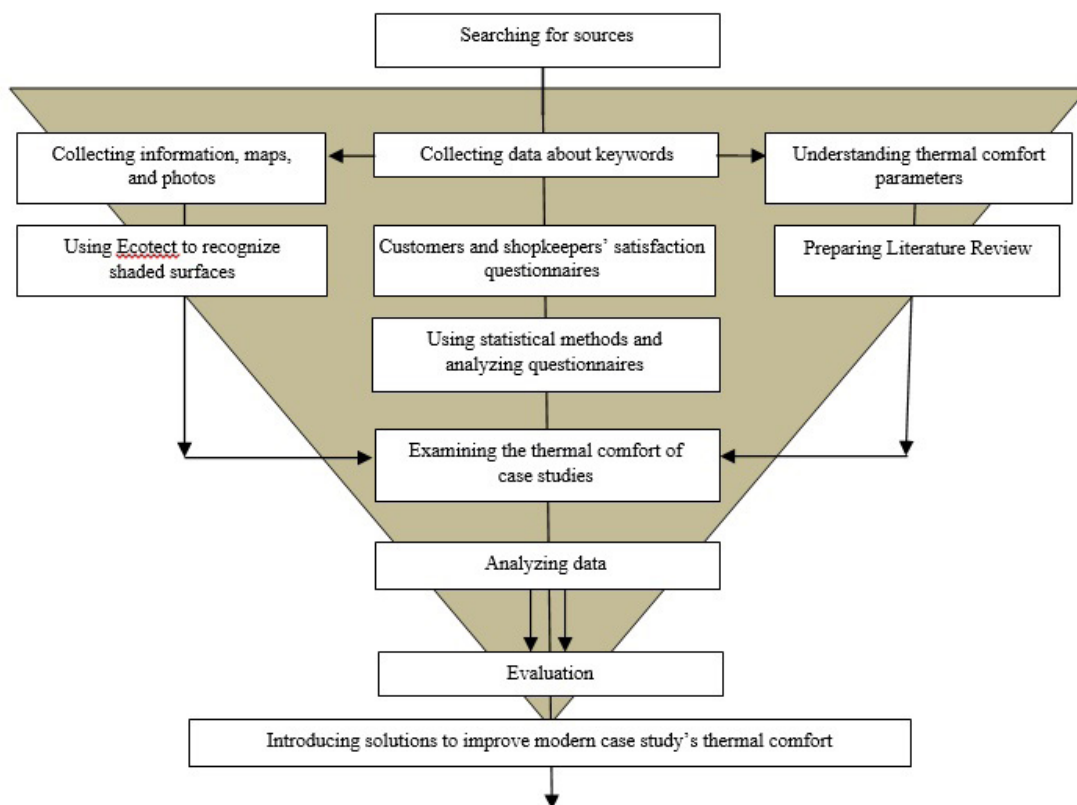 Searching for sources
Collecting information, maps,
and photos
Collecting data about keywords
Understanding thermal comfort
parameters
Using Ecotect to recognize
shaded surfaces
Customers and shopkeepers’ satisfaction
questionnaires
Preparing Literature Review
Using statistical methods and
analyzing questionnaires
Examining the thermal comfort of
case studies
Analyzing data
Evaluation
Introducing solutions to improve modern case study’s thermal comfort